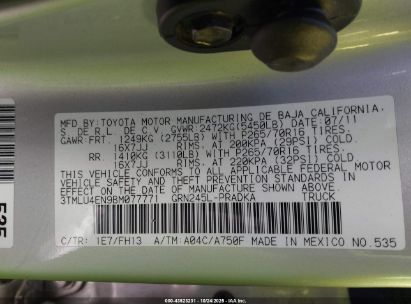 MFD.BY:TOYOTA MOTOR MANUFACTURING DE BAJA CALIFORNIA.
S. DE R.L. DE C.V. GVWR 2472KG(5450LB) DATE: 07/11
GAWR FRT. 1249KG (2755LB) WITH P265/70R16 TIRES.
16X7JJ RIMS, AT 200KPA (29PSI) COLD
RR. 1410KG (3110LB) WITH P265/70R16 TIRES,
16X7JJ RIMS, AT 220KPA (32PSI) COLD
THIS VEHICLE CONFORMS TO ALL APPLICABLE FEDERAL MOTOR
VEHICLE SAFETY AND THEFT PREVENTION STANDARDS IN
EFFECT ON THE DATE OF MANUFACTURE SHOWN ABOVE.
3TMLU4EN9BM077771 GRN245L-PRADKA TRUCK
C/TR: 1E7/FH13 A/TM: A04C/A750F MADE IN MEXICO NO.535
535